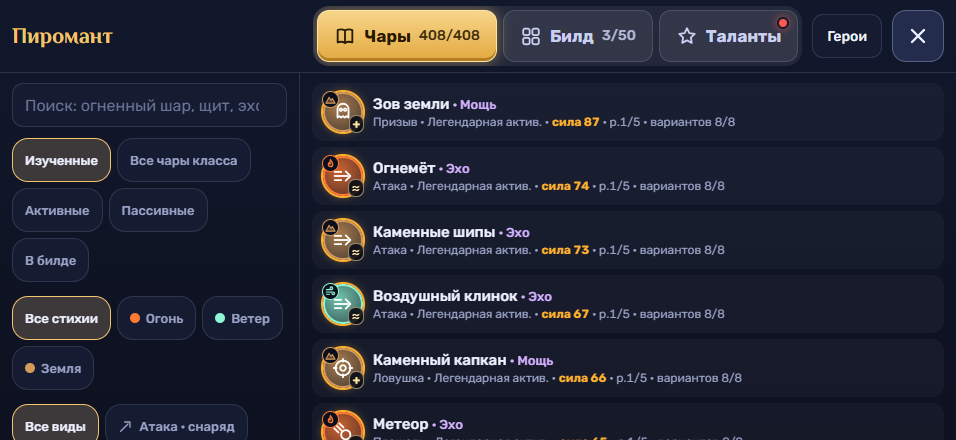 Пиромант
Чары 408/408
Билд 3/50
Таланты
Герои
Поиск: огненный шар, щит, эхо
Изученные
Все чары класса
Активные
Пассивные
В билде
Все стихии
Огонь
Ветер
Земля
Все виды
Атака • снаряд
Зов земли • Мощь
Призыв • Легендарная актив. • сила 87 • р.1/5 • вариантов 8/8
Огнемёт • Эхо
Атака • Легендарная актив. • сила 74 • р.1/5 • вариантов 8/8
Каменные шипы • Эхо
Атака • Легендарная актив. • сила 73 • р.1/5 • вариантов 8/8
Воздушный клинок • Эхо
Атака • Легендарная актив. • сила 67 • р.1/5 • вариантов 8/8
Каменный капкан • Мощь
Ловушка • Легендарная актив. • сила 66 • р.1/5 • вариантов 8/8
Метеор • Эхо